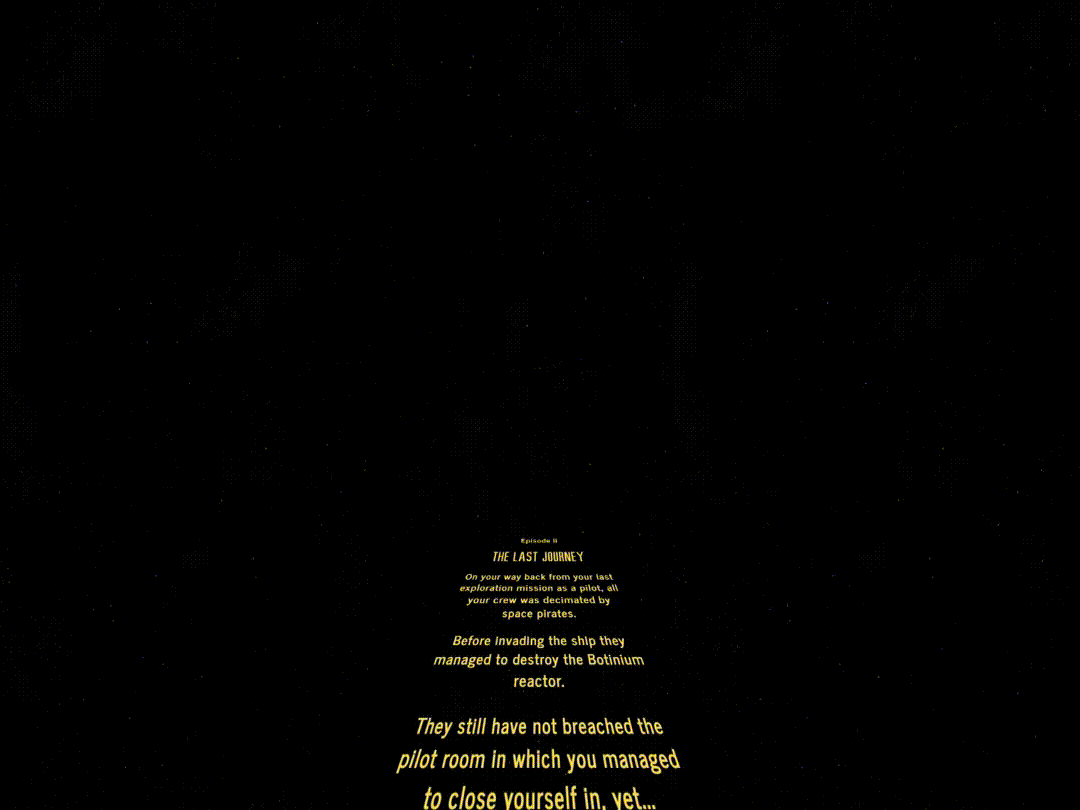 Episode II
THE LAST JOURNEY
On your way back from your last
exploration mission as a pilot, all
your crew was decimated by
space pirates.
Before invading the ship they
managed to destroy the Botinium
reactor.
They still have not breached the
pilot room in which you managed
to close yourself in, yet...